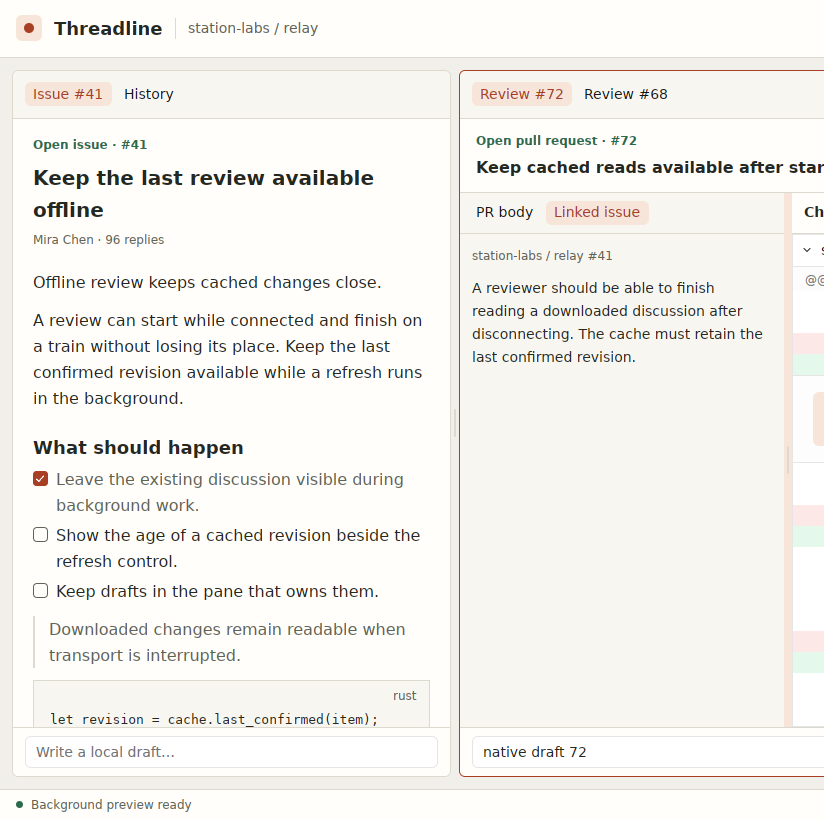 Threadline
station-labs / relay
Issue #41
History
Open issue · #41
Keep the last review available
offline
Mira Chen · 96 replies
Offline review keeps cached changes close.
A review can start while connected and finish on
a train without losing its place. Keep the last
confirmed revision available while a refresh runs
in the background.
What should happen
Leave the existing discussion visible during
background work.
Show the age of a cached revision beside the
refresh control.
Keep drafts in the pane that owns them.
Downloaded changes remain readable when
transport is interrupted.
rust
let revision = cache.last_confirmed(item);
Write a local draft…
Review #72
Review #68
Open pull request · #72
Keep cached reads available after
PR body
Linked issue
station-labs / relay #41
A reviewer should be able to finish
reading a downloaded discussion after
disconnecting. The cache must retain the
last confirmed revision.
@@
native draft 72
Background preview ready